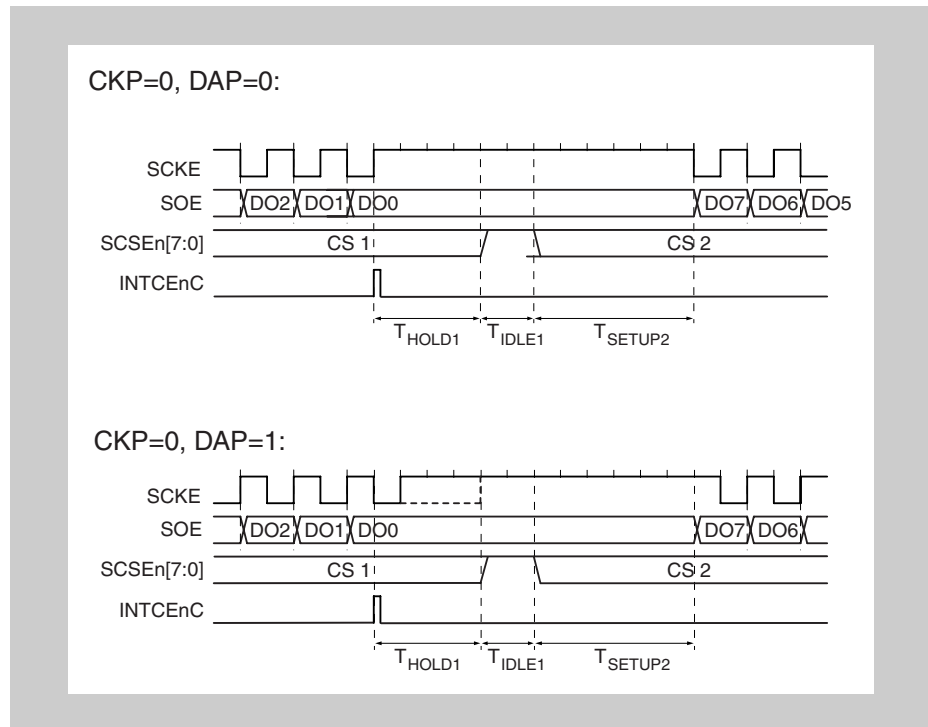 CKP=0, DAP=0:
SCKE
SOE DO2 DO1 DO0 DO7 DO6 DO5
SCSEn[7:0] CS 1 CS 2
INTCEnC
THOLD1 TIDLE1 TSETUP2
CKP=0, DAP=1:
SCKE
SOE DO2 DO1 DO0 DO7 DO6
SCSEn[7:0] CS 1 CS 2
INTCEnC
THOLD1 TIDLE1 TSETUP2